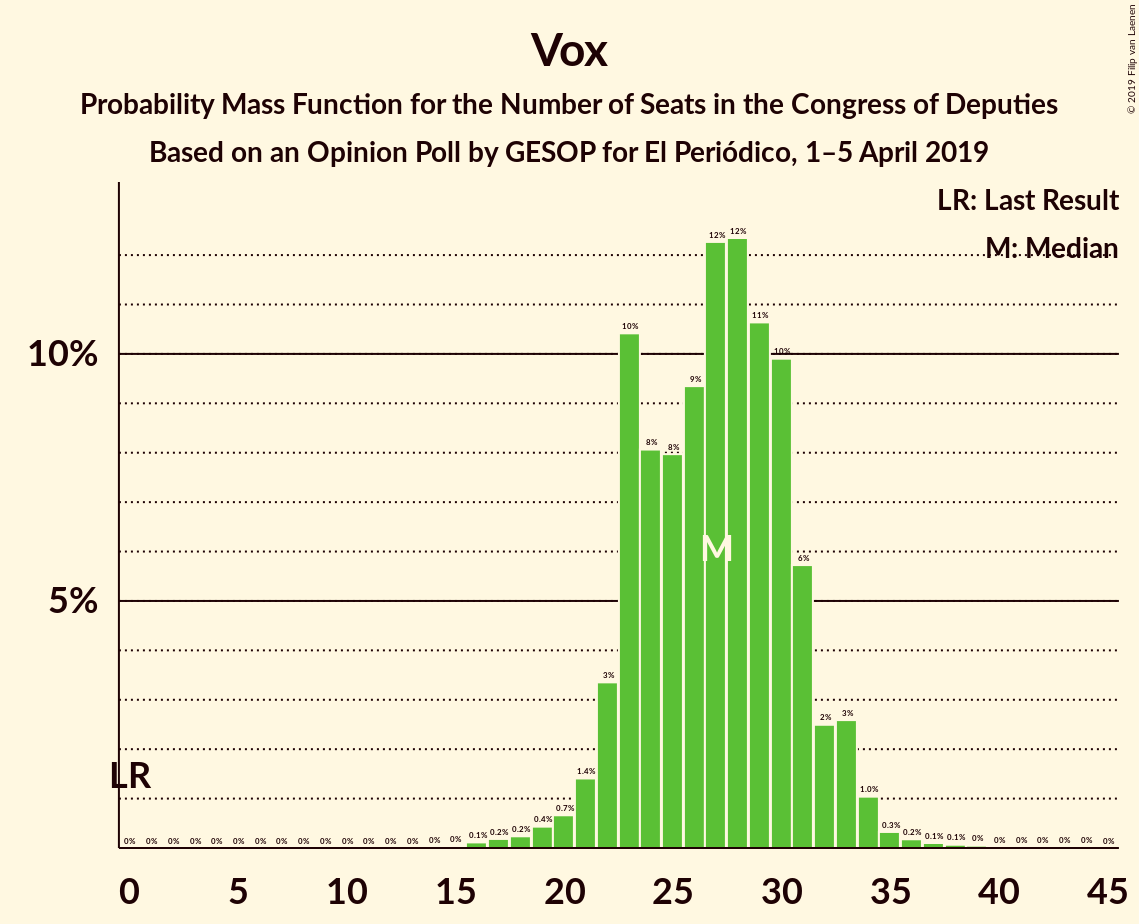 Vox
Probability Mass Function for the Number of Seats in the Congress of Deputies
Based on an Opinion Poll by GESOP for El Periódico, 1–5 April 2019
© 2019 Filip van Laenen
LR: Last Result
M: Median
12% 12%
11%
10%
10%
10%
9%
8% 8%
M
6%
5%
3%
3%
2%
LR
1.4%
1.0%
0.7%
0.4%
0.3%
0% 0% 0% 0% 0% 0% 0% 0% 0% 0% 0% 0% 0% 0% 0% 0% 0.1% 0.2% 0.2% 0.2% 0.1% 0.1% 0% 0% 0% 0% 0% 0% 0%
0 5 10 15 20 25 30 35 40 45